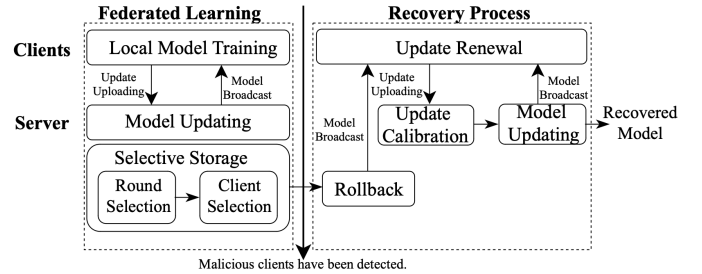 Federated Learning
Recovery Process
Clients
Local Model Training
Update Renewal
Update
Uploading
Model
Broadcast
Update
Uploading
Model
Broadcast
Server
Model Updating
Model
Broadcast
Update
Calibration
Model
Updating
Recovered
Model
Selective Storage
Round
Selection
Client
Selection
Rollback
Malicious clients have been detected.